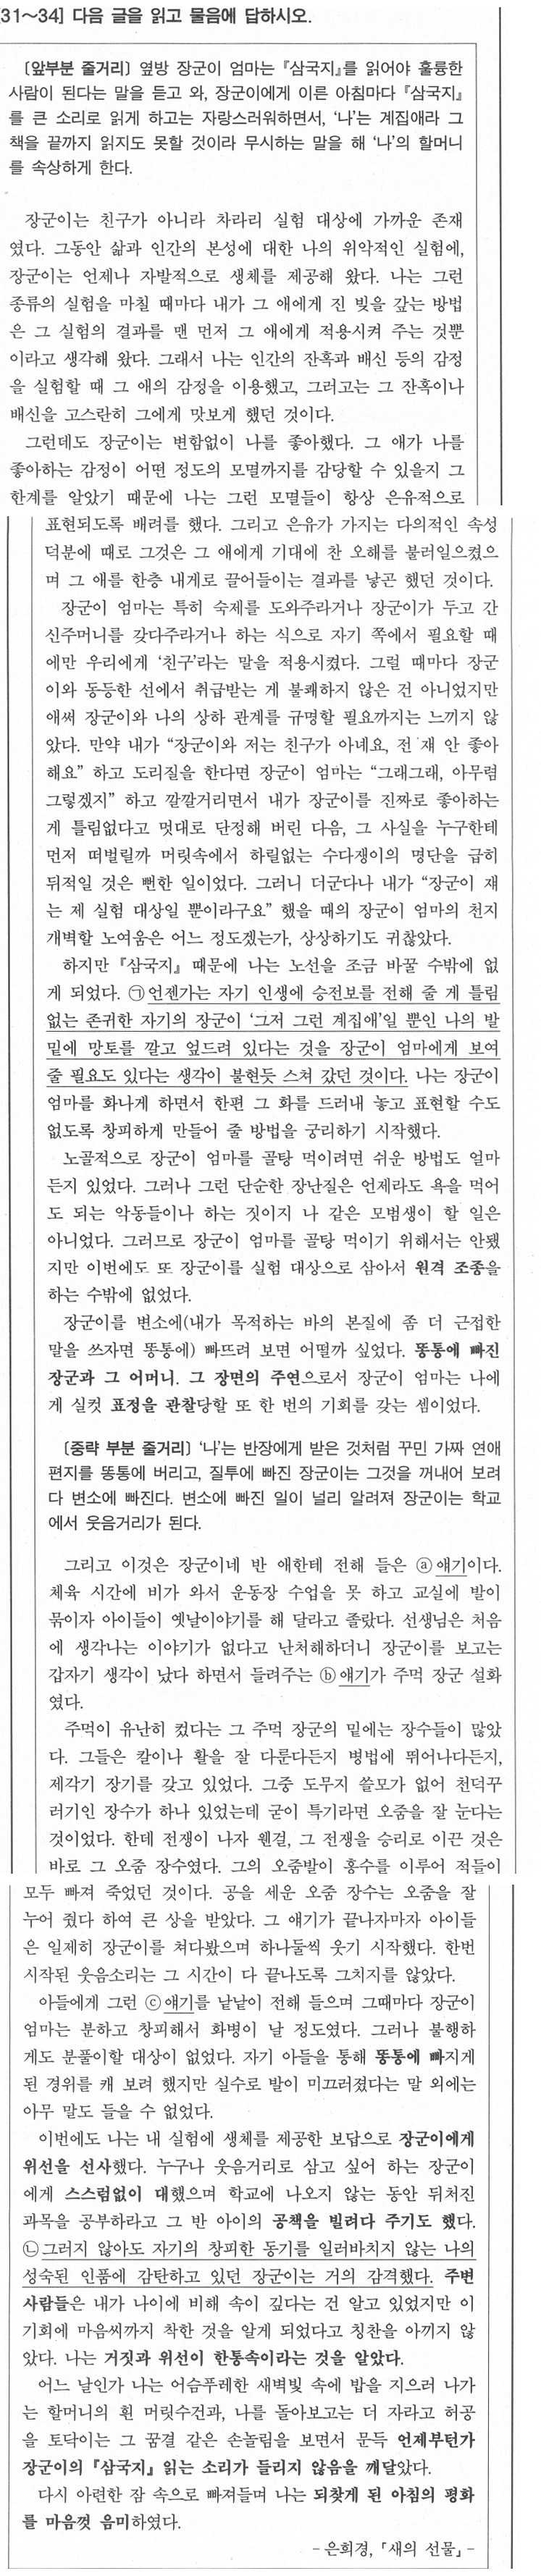 [31~34] 다음 글을 읽고 물음에 답하시오.
〔앞부분 줄거리〕 옆방 장군이 엄마는 『삼국지』를 읽어야 훌륭한
사람이 된다는 말을 듣고 와, 장군이에게 이른 아침마다 『삼국지』
를 큰 소리로 읽게 하고는 자랑스러워하면서, ‘나’는 계집애라 그
책을 끝까지 읽지도 못할 것이라 무시하는 말을 해 ‘나’의 할머니
를 속상하게 한다.
장군이는 친구가 아니라 차라리 실험 대상에 가까운 존재
였다. 그동안 삶과 인간의 본성에 대한 나의 위악적인 실험에,
장군이는 언제나 자발적으로 생체를 제공해 왔다. 나는 그런
종류의 실험을 마칠 때마다 내가 그 애에게 진 빚을 갚는 방법
은 그 실험의 결과를 맨 먼저 그 애에게 적용시켜 주는 것뿐
이라고 생각해 왔다. 그래서 나는 인간의 잔혹과 배신 등의 감정
을 실험할 때 그 애의 감정을 이용했고, 그러고는 그 잔혹이나
배신을 고스란히 그에게 맛보게 했던 것이다.
그런데도 장군이는 변함없이 나를 좋아했다. 그 애가 나를
좋아하는 감정이 어떤 정도의 모멸까지를 감당할 수 있을지 그
한계를 알았기 때문에 나는 그런 모멸들이 항상 은유적으로
표현되도록 배려를 했다. 그리고 은유가 가지는 다의적인 속성
덕분에 때로 그것은 그 애에게 기대에 찬 오해를 불러일으켰으
며 그 애를 한층 내게로 끌어들이는 결과를 낳곤 했던 것이다.
장군이 엄마는 특히 숙제를 도와주라거나 장군이가 두고 간
신주머니를 갖다주라거나 하는 식으로 자기 쪽에서 필요할 때
에만 우리에게 ‘친구’라는 말을 적용시켰다. 그럴 때마다 장군
이와 동등한 선에서 취급받는 게 불쾌하지 않은 건 아니었지만
애써 장군이와 나의 상하 관계를 규명할 필요까지는 느끼지 않
았다. 만약 내가 “장군이와 저는 친구가 아네요, 전 쟤 안 좋아
해요” 하고 도리질을 한다면 장군이 엄마는 “그래그래, 아무렴
그렇겠지” 하고 깔깔거리면서 내가 장군이를 진짜로 좋아하는
게 틀림없다고 멋대로 단정해 버린 다음, 그 사실을 누구한테
먼저 떠벌릴까 머릿속에서 하릴없는 수다쟁이의 명단을 급히
뒤적일 것은 뻔한 일이었다. 그러니 더군다나 내가 “장군이 쟤
는 제 실험 대상일 뿐이라구요” 했을 때의 장군이 엄마의 천지
개벽할 노여움은 어느 정도겠는가, 상상하기도 귀찮았다.
하지만 『삼국지』 때문에 나는 노선을 조금 바꿀 수밖에 없
게 되었다. ㉠언젠가는 자기 인생에 승전보를 전해 줄 게 틀림
없는 존귀한 자기의 장군이 ‘그저 그런 계집애’일 뿐인 나의 발
밑에 망토를 깔고 엎드려 있다는 것을 장군이 엄마에게 보여
줄 필요도 있다는 생각이 불현듯 스쳐 갔던 것이다. 나는 장군이
엄마를 화나게 하면서 한편 그 화를 드러내 놓고 표현할 수도
없도록 창피하게 만들어 줄 방법을 궁리하기 시작했다.
노골적으로 장군이 엄마를 골탕 먹이려면 쉬운 방법도 얼마
든지 있었다. 그러나 그런 단순한 장난질은 언제라도 욕을 먹어
도 되는 악동들이나 하는 짓이지 나 같은 모범생이 할 일은
아니었다. 그러므로 장군이 엄마를 골탕 먹이기 위해서는 안됐
지만 이번에도 또 장군이를 실험 대상으로 삼아서 원격 조종을
하는 수밖에 없었다.
장군이를 변소에(내가 목적하는 바의 본질에 좀 더 근접한
말을 쓰자면 똥통에) 빠뜨려 보면 어떨까 싶었다. 똥통에 빠진
장군과 그 어머니. 그 장면의 주연으로서 장군이 엄마는 나에
게 실컷 표정을 관찰당할 또 한 번의 기회를 갖는 셈이었다.
〔중략 부분 줄거리〕 ‘나’는 반장에게 받은 것처럼 꾸민 가짜 연애
편지를 똥통에 버리고, 질투에 빠진 장군이는 그것을 꺼내어 보려
다 변소에 빠진다. 변소에 빠진 일이 널리 알려져 장군이는 학교
에서 웃음거리가 된다.
그리고 이것은 장군이네 반 애한테 전해 들은 ⓐ얘기이다.
체육 시간에 비가 와서 운동장 수업을 못 하고 교실에 발이
묶이자 아이들이 옛날이야기를 해 달라고 졸랐다. 선생님은 처음
에 생각나는 이야기가 없다고 난처해하더니 장군이를 보고는
갑자기 생각이 났다 하면서 들려주는 ⓑ얘기가 주먹 장군 설화
였다.
주먹이 유난히 컸다는 그 주먹 장군의 밑에는 장수들이 많았
다. 그들은 칼이나 활을 잘 다룬다든지 병법에 뛰어나다든지,
제각기 장기를 갖고 있었다. 그중 도무지 쓸모가 없어 천덕꾸
러기인 장수가 하나 있었는데 굳이 특기라면 오줌을 잘 눈다는
것이었다. 한데 전쟁이 나자 웬걸, 그 전쟁을 승리로 이끈 것은
바로 그 오줌 장수였다. 그의 오줌발이 홍수를 이루어 적들이
모두 빠져 죽었던 것이다. 공을 세운 오줌 장수는 오줌을 잘
누어 줬다 하여 큰 상을 받았다. 그 얘기가 끝나자마자 아이들
은 일제히 장군이를 쳐다봤으며 하나둘씩 웃기 시작했다. 한번
시작된 웃음소리는 그 시간이 다 끝나도록 그치지를 않았다.
아들에게 그런 ⓒ얘기를 낱낱이 전해 들으며 그때마다 장군이
엄마는 분하고 창피해서 화병이 날 정도였다. 그러나 불행하
게도 분풀이할 대상이 없었다. 자기 아들을 통해 똥통에 빠지게
된 경위를 캐 보려 했지만 실수로 발이 미끄러졌다는 말 외에는
아무 말도 들을 수 없었다.
이번에도 나는 내 실험에 생체를 제공한 보답으로 장군이에게
위선을 선사했다. 누구나 웃음거리로 삼고 싶어 하는 장군이
에게 스스럼없이 대했으며 학교에 나오지 않는 동안 뒤처진
과목을 공부하라고 그 반 아이의 공책을 빌려다 주기도 했다.
㉡그러지 않아도 자기의 창피한 동기를 일러바치지 않는 나의
성숙된 인품에 감탄하고 있던 장군이는 거의 감격했다. 주변
사람들은 내가 나이에 비해 속이 깊다는 건 알고 있었지만 이
기회에 마음씨까지 착한 것을 알게 되었다고 칭찬을 아끼지 않
았다. 나는 거짓과 위선이 한통속이라는 것을 알았다.
어느 날인가 나는 어슴푸레한 새벽빛 속에 밥을 지으러 나가
는 할머니의 흰 머릿수건과, 나를 돌아보고는 더 자라고 허공
을 토닥이는 그 꿈결 같은 손놀림을 보면서 문득 언제부턴가
장군이의 『삼국지』 읽는 소리가 들리지 않음을 깨달았다.
다시 아련한 잠 속으로 빠져들며 나는 되찾게 된 아침의 평화
를 마음껏 음미하였다.
- 은희경, 「새의 선물」 -